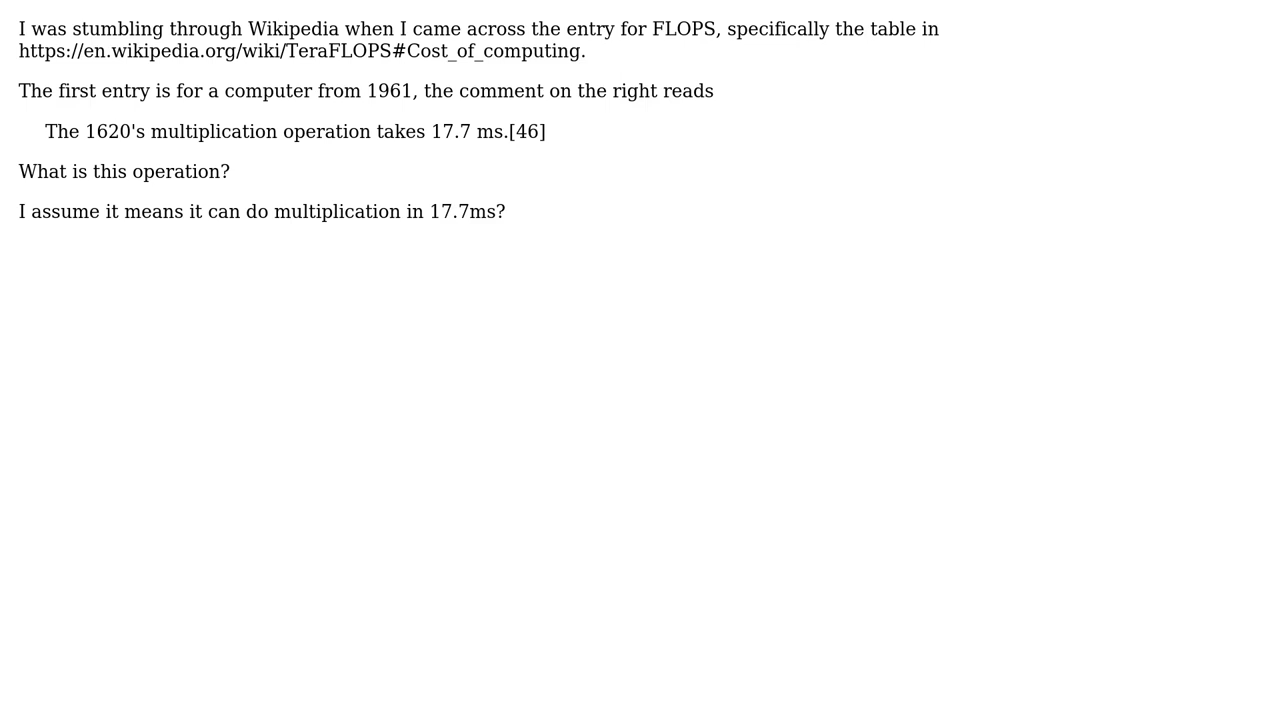 I was stumbling through Wikipedia when I came across the entry for FLOPS, specifically the table in
https://en.wikipedia.org/wiki/TeraFLOPS#Cost_of_computing.
The first entry is for a computer from 1961, the comment on the right reads
The 1620's multiplication operation takes 17.7 ms.[46]
What is this operation?
I assume it means it can do multiplication in 17.7ms?